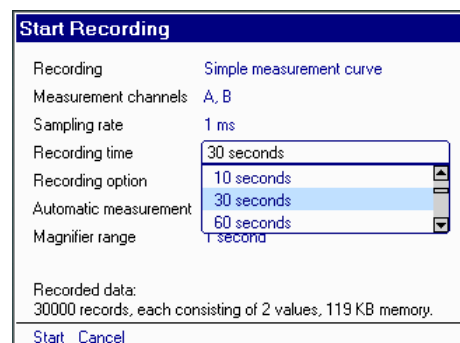 Start Recording
Recording Simple measurement curve
Measurement channels A, B
Sampling rate 1 ms
Recording time 30 seconds
Recording option 10 seconds
30 seconds
Automatic measurement
60 seconds
Magnifier range 1 second
Recorded data:
30000 records, each consisting of 2 values, 119 KB memory.
Start Cancel